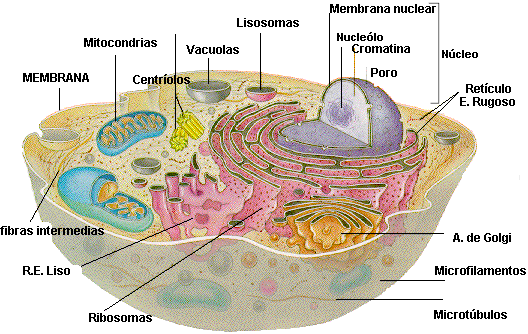 Membrana nuclear
Lisosomas
Mitocondrias
Nucleólo
Cromatina
Vacuolas
Núcleo
Poro
MEMBRANA
Centríolos
Retículo
E. Rugoso
fibras intermedias
A. de Golgi
R.E. Liso
Microfilamentos
Ribosomas
Microtúbulos